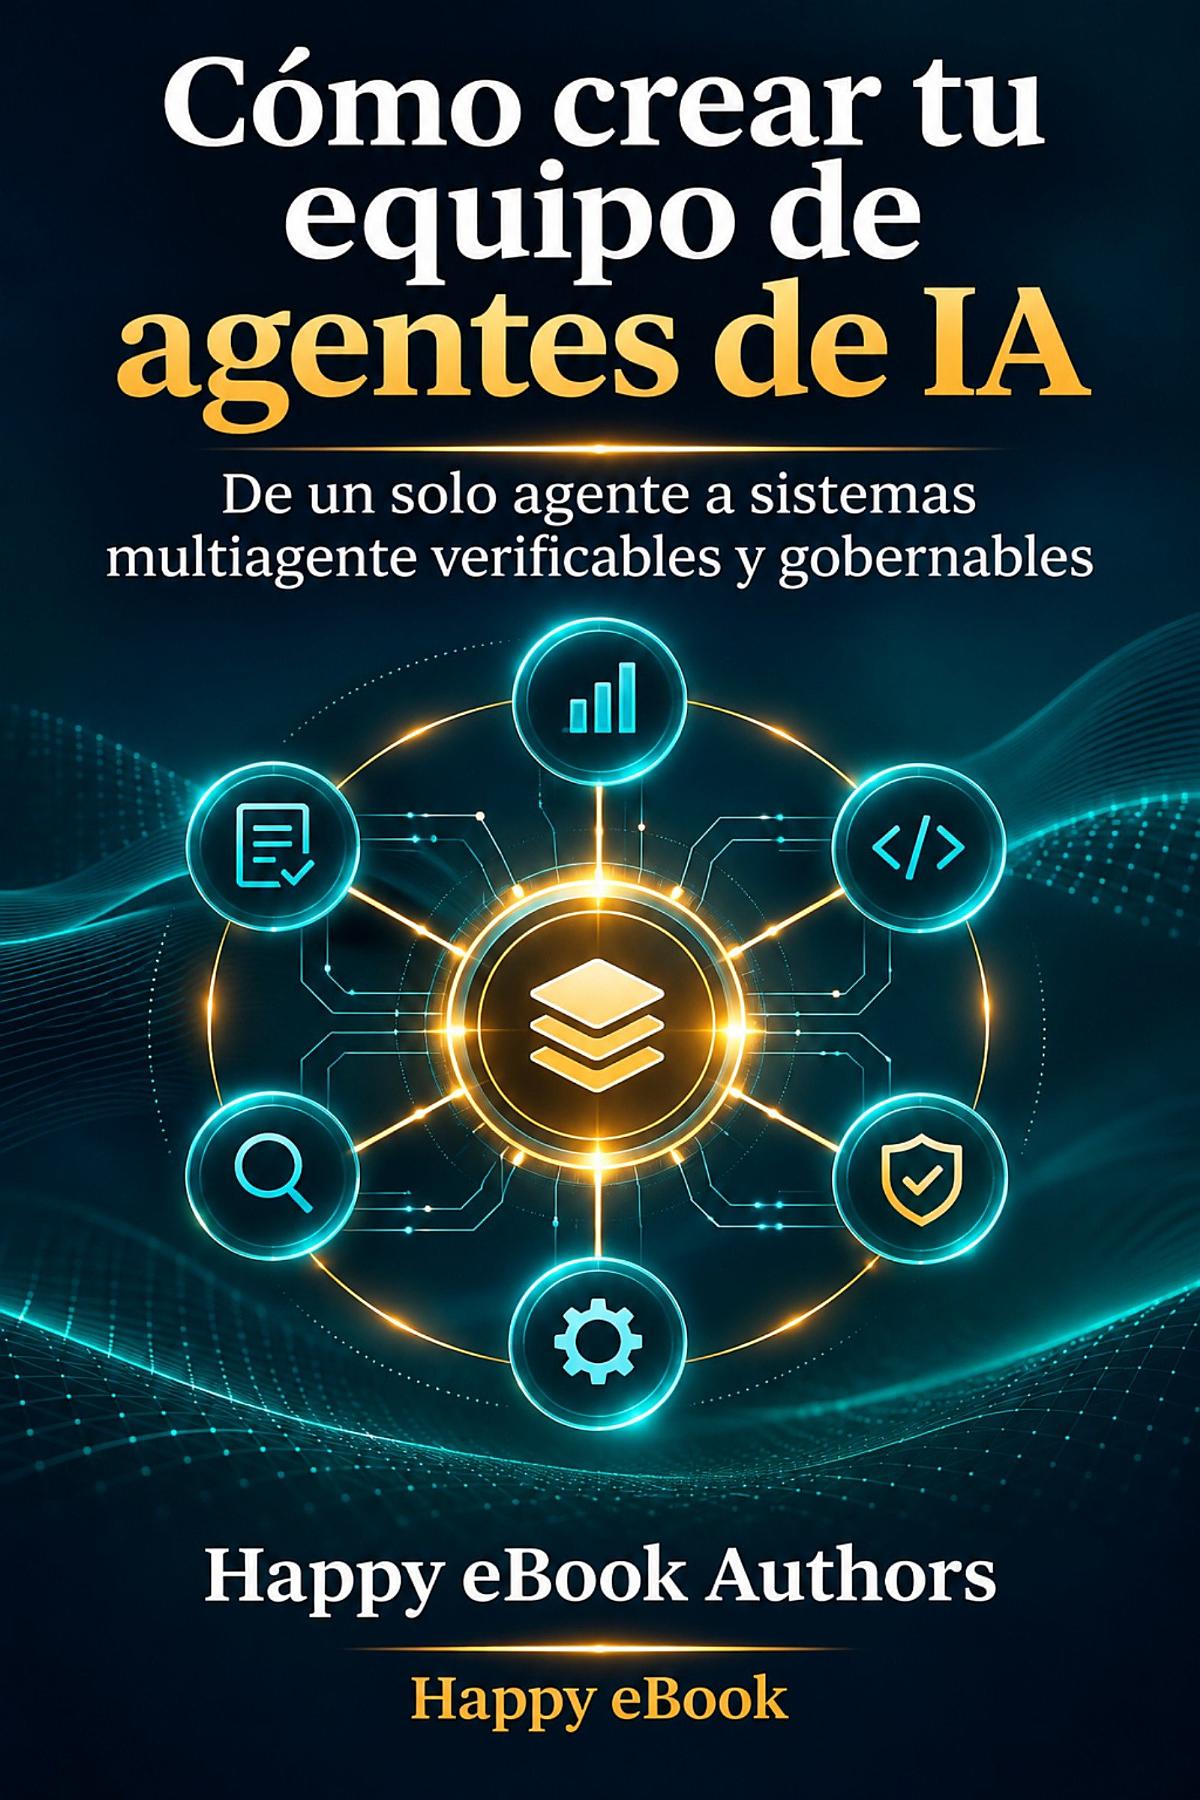 Cómo crear tu
equipo de
agentes de IA
De un solo agente a sistemas
multiagente verificables y gobernables
</>
Happy eBook Authors
Happy eBook